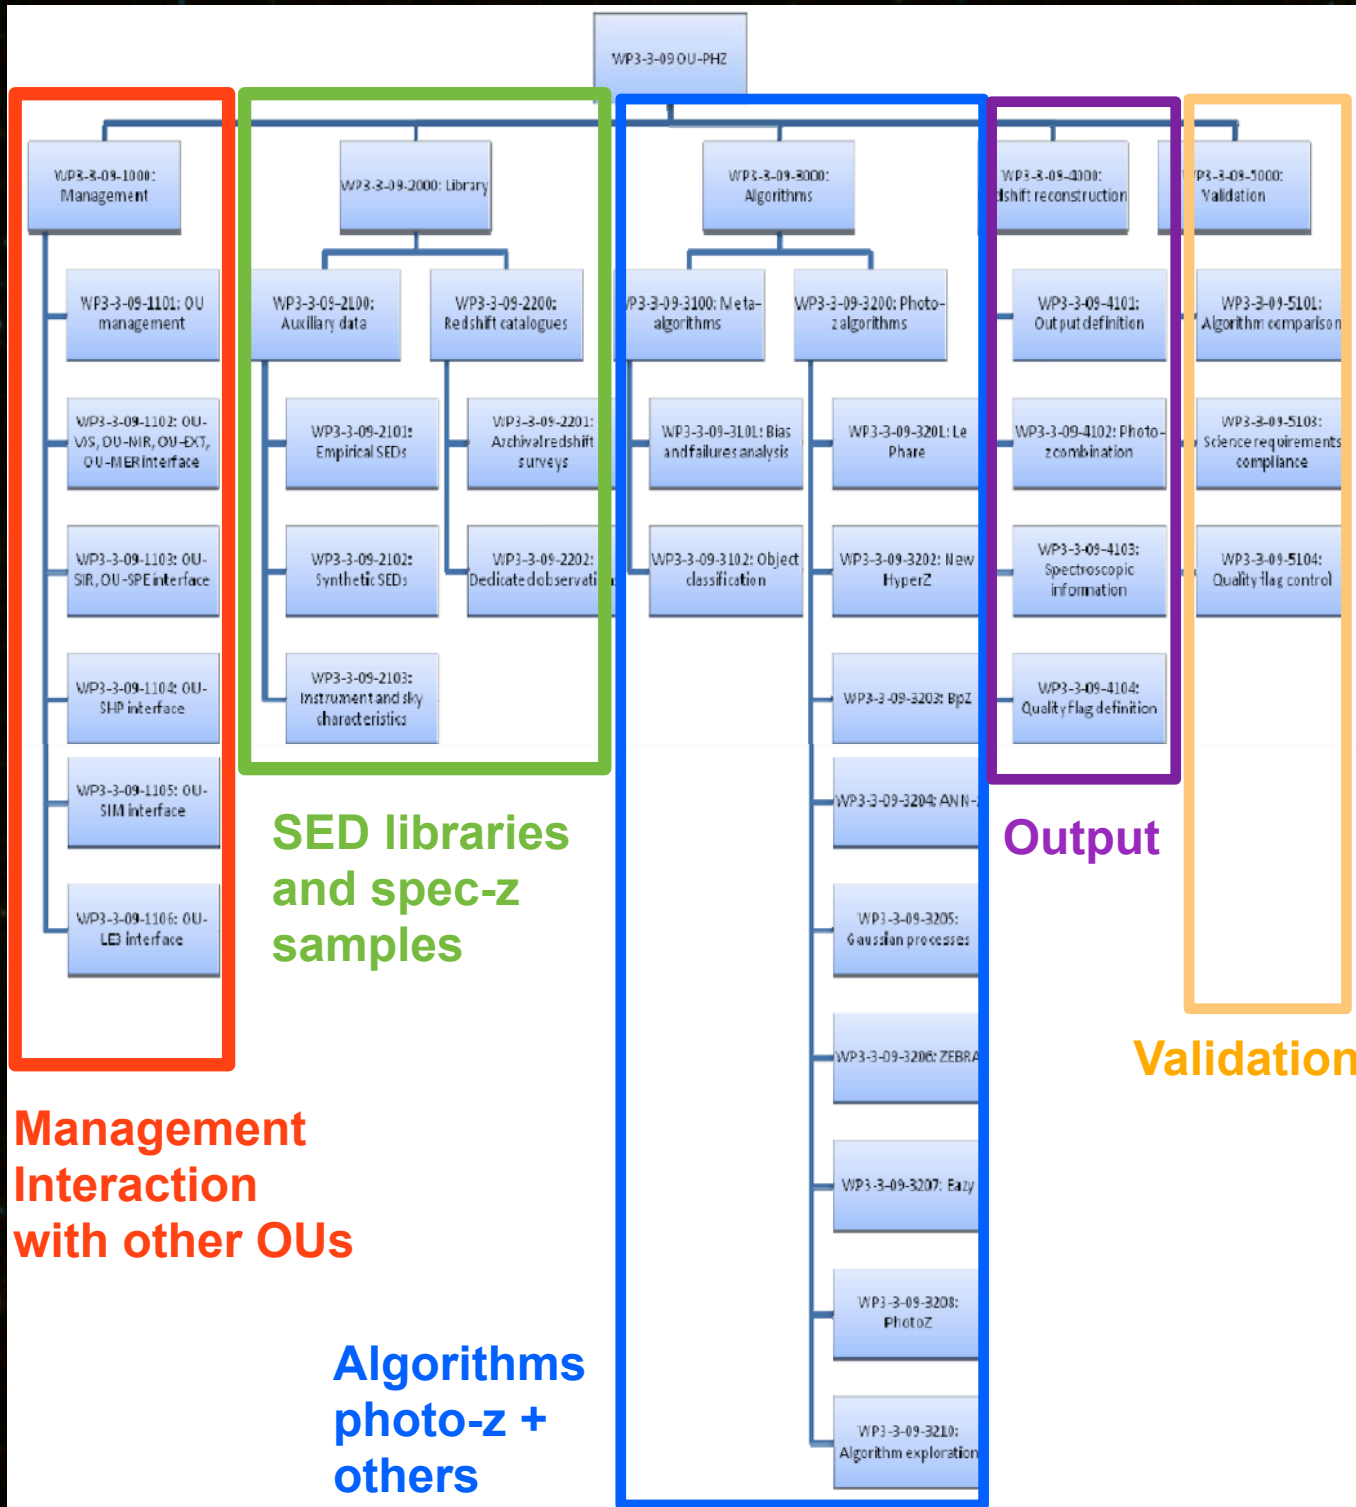 WP3-3-09 OU-PHZ
WP3-3-09-1000:
Management
WP3-3-09-1101: OU
management
WP3-3-09-1102: OU-
VIS, OU-NIR, OU-EXT,
OU-MER interface
WP3-3-09-1103: OU-
SIR, OU-SPE interface
WP3-3-09-1104: OU-
SHP interface
WP3-3-09-1105: OU-
SIM interface
WP3-3-09-1106: OU-
LE3 interface
Management
Interaction
with other OUs
WP3-3-09-2000: Library
WP3-3-09-2100:
Auxiliary data
WP3-3-09-2101:
Empirical SEDs
WP3-3-09-2102:
Synthetic SEDs
WP3-3-09-2103:
Instrument and sky
characteristics
WP3-3-09-2200:
Redshift catalogues
WP3-3-09-2201:
Archival redshift
surveys
WP3-3-09-2202:
Dedicated observati
SED libraries
and spec-z
samples
WP3-3-09-3000:
Algorithms
P3-3-09-3100: Meta-
algorithms
WP3-3-09-3101: Bias
and failures analysis
WP3-3-09-3102: Object
classification
WP3-3-09-3200: Photo-
z algorithms
WP3-3-09-3201: Le
Phare
WP3-3-09-3202: New
HyperZ
WP3-3-09-3203: BpZ
WP3-3-09-3204: ANN-
WP3-3-09-3205:
Gaussian processes
WP3-3-09-3206: ZEBRA
WP3-3-09-3207: Eazy
WP3-3-09-3208:
PhotoZ
WP3-3-09-3210:
Algorithm exploration
Algorithms
photo-z +
others
WP3-3-09-4000:
dshift reconstruction
WP3-3-09-4101:
Output definition
WP3-3-09-4102: Photo-
z combination
WP3-3-09-4103:
Spectroscopic
information
WP3-3-09-4104:
Quality flag definition
Output
P3-3-09-5000:
Validation
WP3-3-09-5101:
Algorithm comparison
WP3-3-09-5103:
Science requirements
compliance
WP3-3-09-5104:
Quality flag control
Validation